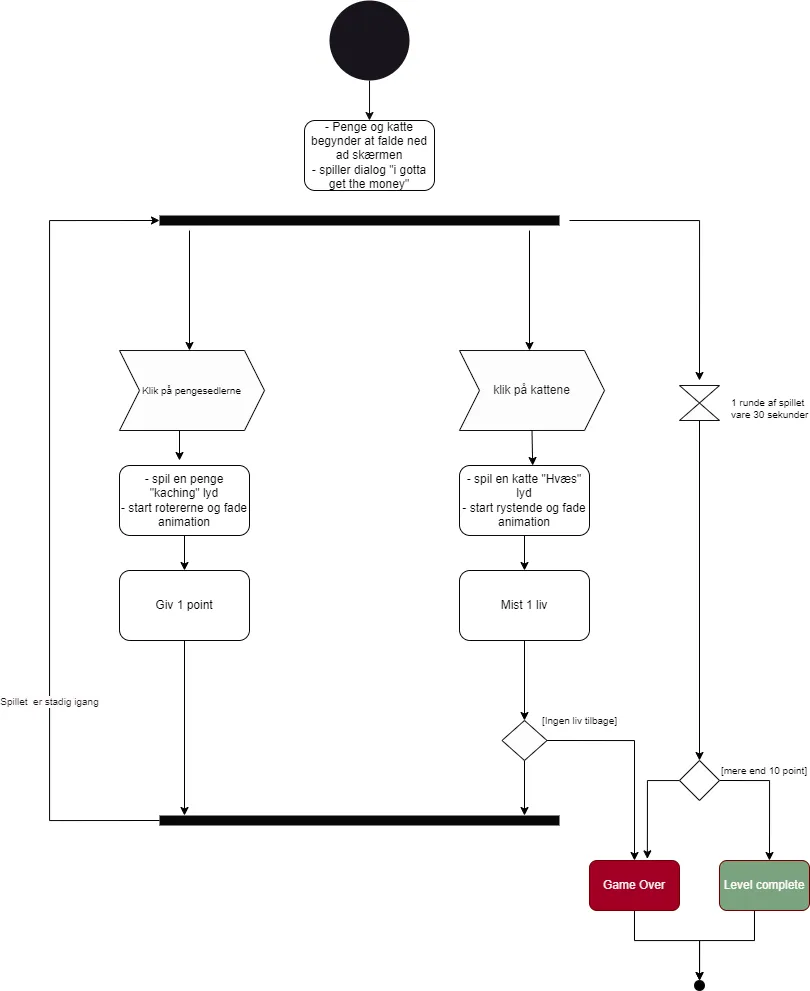 - Penge og katte
begynder at falde ned
ad skærmen
- spiller dialog "i gotta
get the money"
Klik på pengesedlerne
klik på kattene
1 runde af spillet
vare 30 sekunder
- spil en penge
"kaching" lyd
- start rotererne og fade
animation
- spil en katte "Hvæs"
lyd
- start rystende og fade
animation
Giv 1 point
Mist 1 liv
Spillet er stadig igang
[Ingen liv tilbage]
[mere end 10 point]
Game Over
Level complete